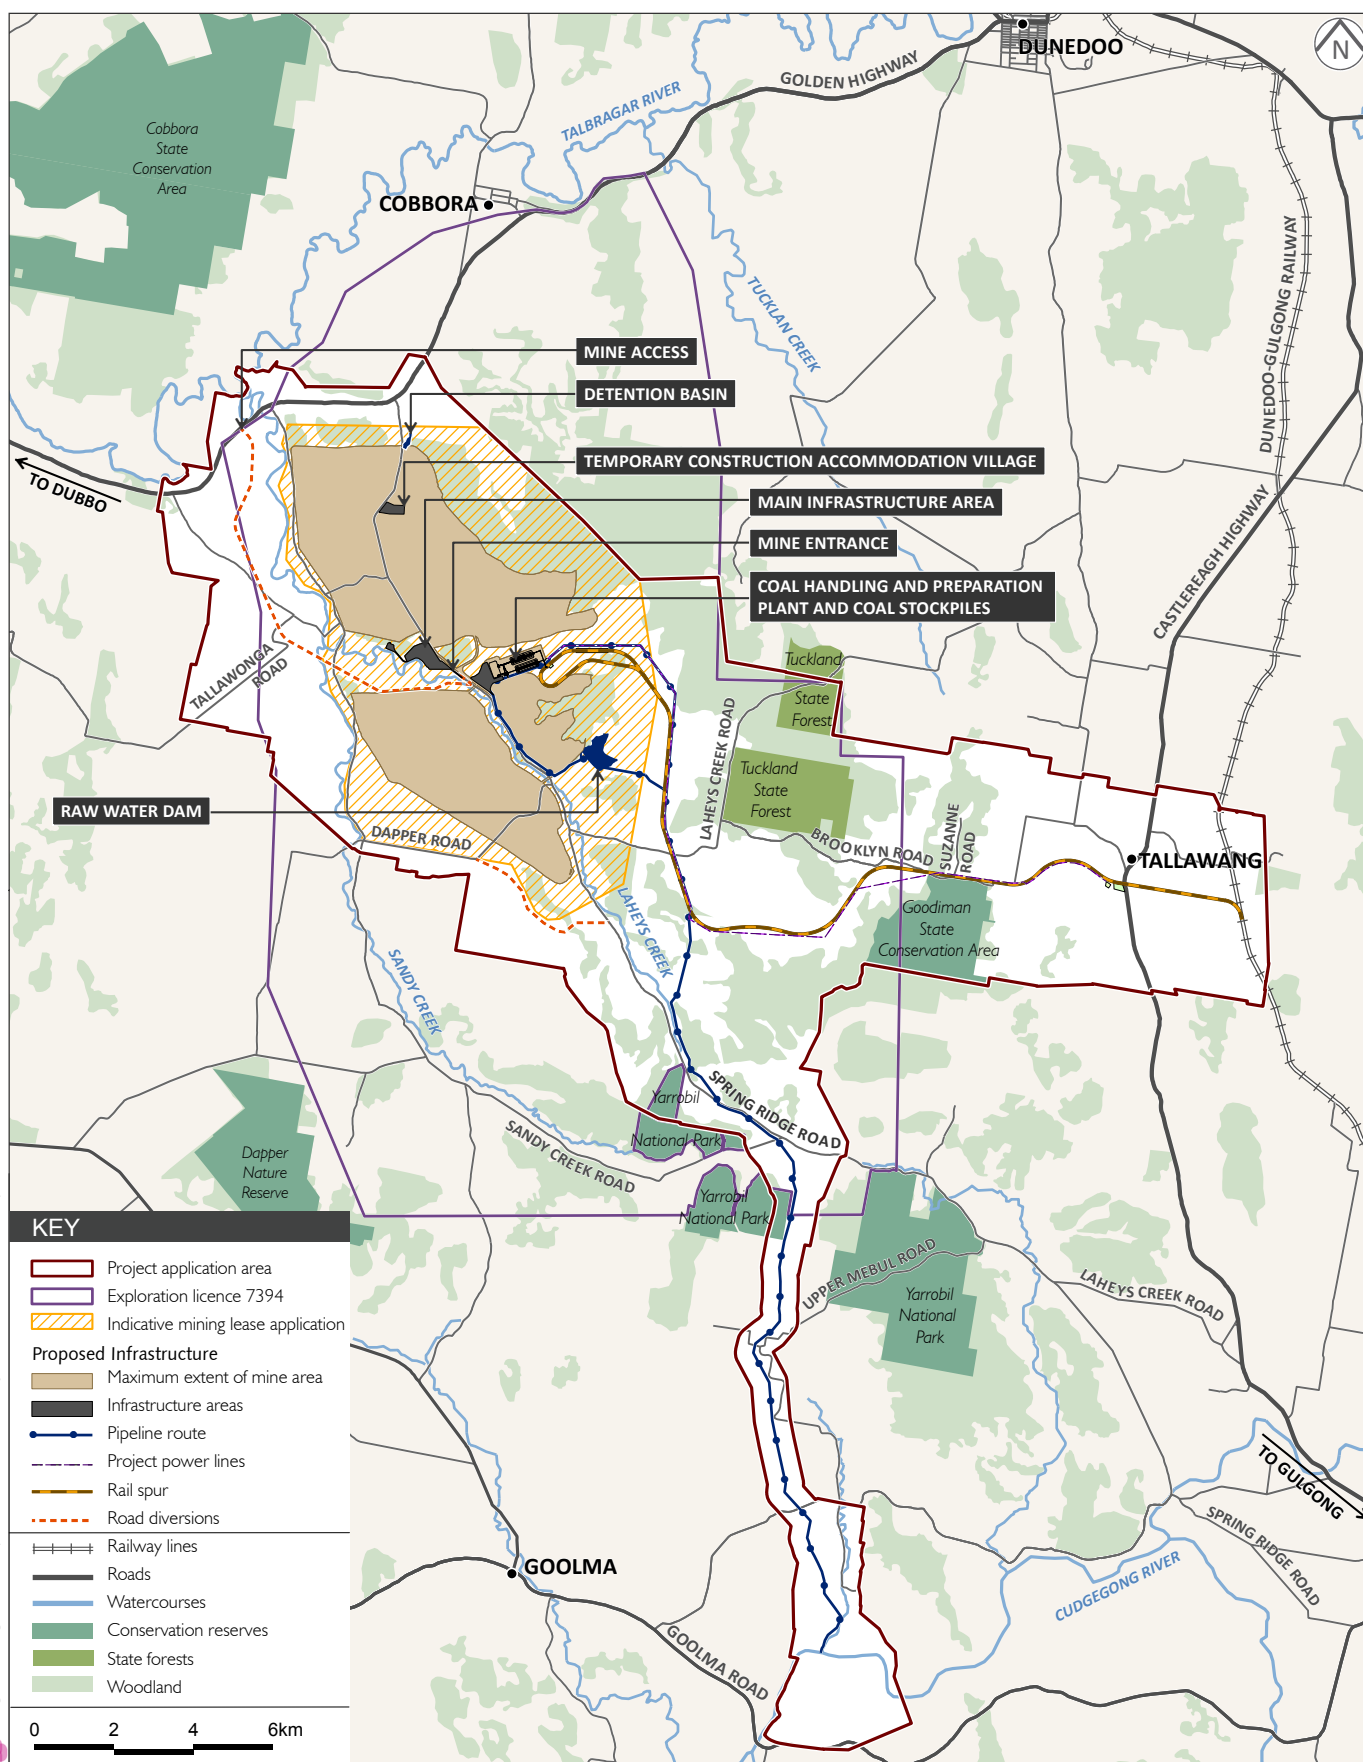 DUNEDOO
N
GOLDEN HIGHWAY
TALBRAGAR RIVER
Cobbora
State
Conservation
Area
COBBORA
TUCKLAN CREEK
DUNEDOO-GULGONG RAILWAY
MINE ACCESS
DETENTION BASIN
TEMPORARY CONSTRUCTION ACCOMMODATION VILLAGE
TO DUBBO
MAIN INFRASTRUCTURE AREA
MINE ENTRANCE
CASTLEREAGH HIGHWAY
COAL HANDLING AND PREPARATION
PLANT AND COAL STOCKPILES
TALLAWONGA
ROAD
Tuckland
State
Forest
LAHEYS CREEK ROAD
Tuckland
State
Forest
RAW WATER DAM
DAPPER ROAD
BROOKLYN ROAD
SUZANNE
ROAD
TALLAWANG
LAHEYS CREEK
Goodiman
State
Conservation Area
SANDY CREEK
SPRING RIDGE ROAD
Yarrobil
National Park
SANDY CREEK ROAD
Dapper
Nature
Reserve
Yarrobil
National Park
UPPER MEBUL ROAD
Yarrobil
National
Park
LAHEYS CREEK ROAD
TO GULGONG
SPRING RIDGE ROAD
CUDGEGONG RIVER
GOOLMA
GOOLMA ROAD
KEY
Project application area
Exploration licence 7394
Indicative mining lease application
Proposed Infrastructure
Maximum extent of mine area
Infrastructure areas
Pipeline route
Project power lines
Rail spur
Road diversions
Railway lines
Roads
Watercourses
Conservation reserves
State forests
Woodland
0 2 4 6km